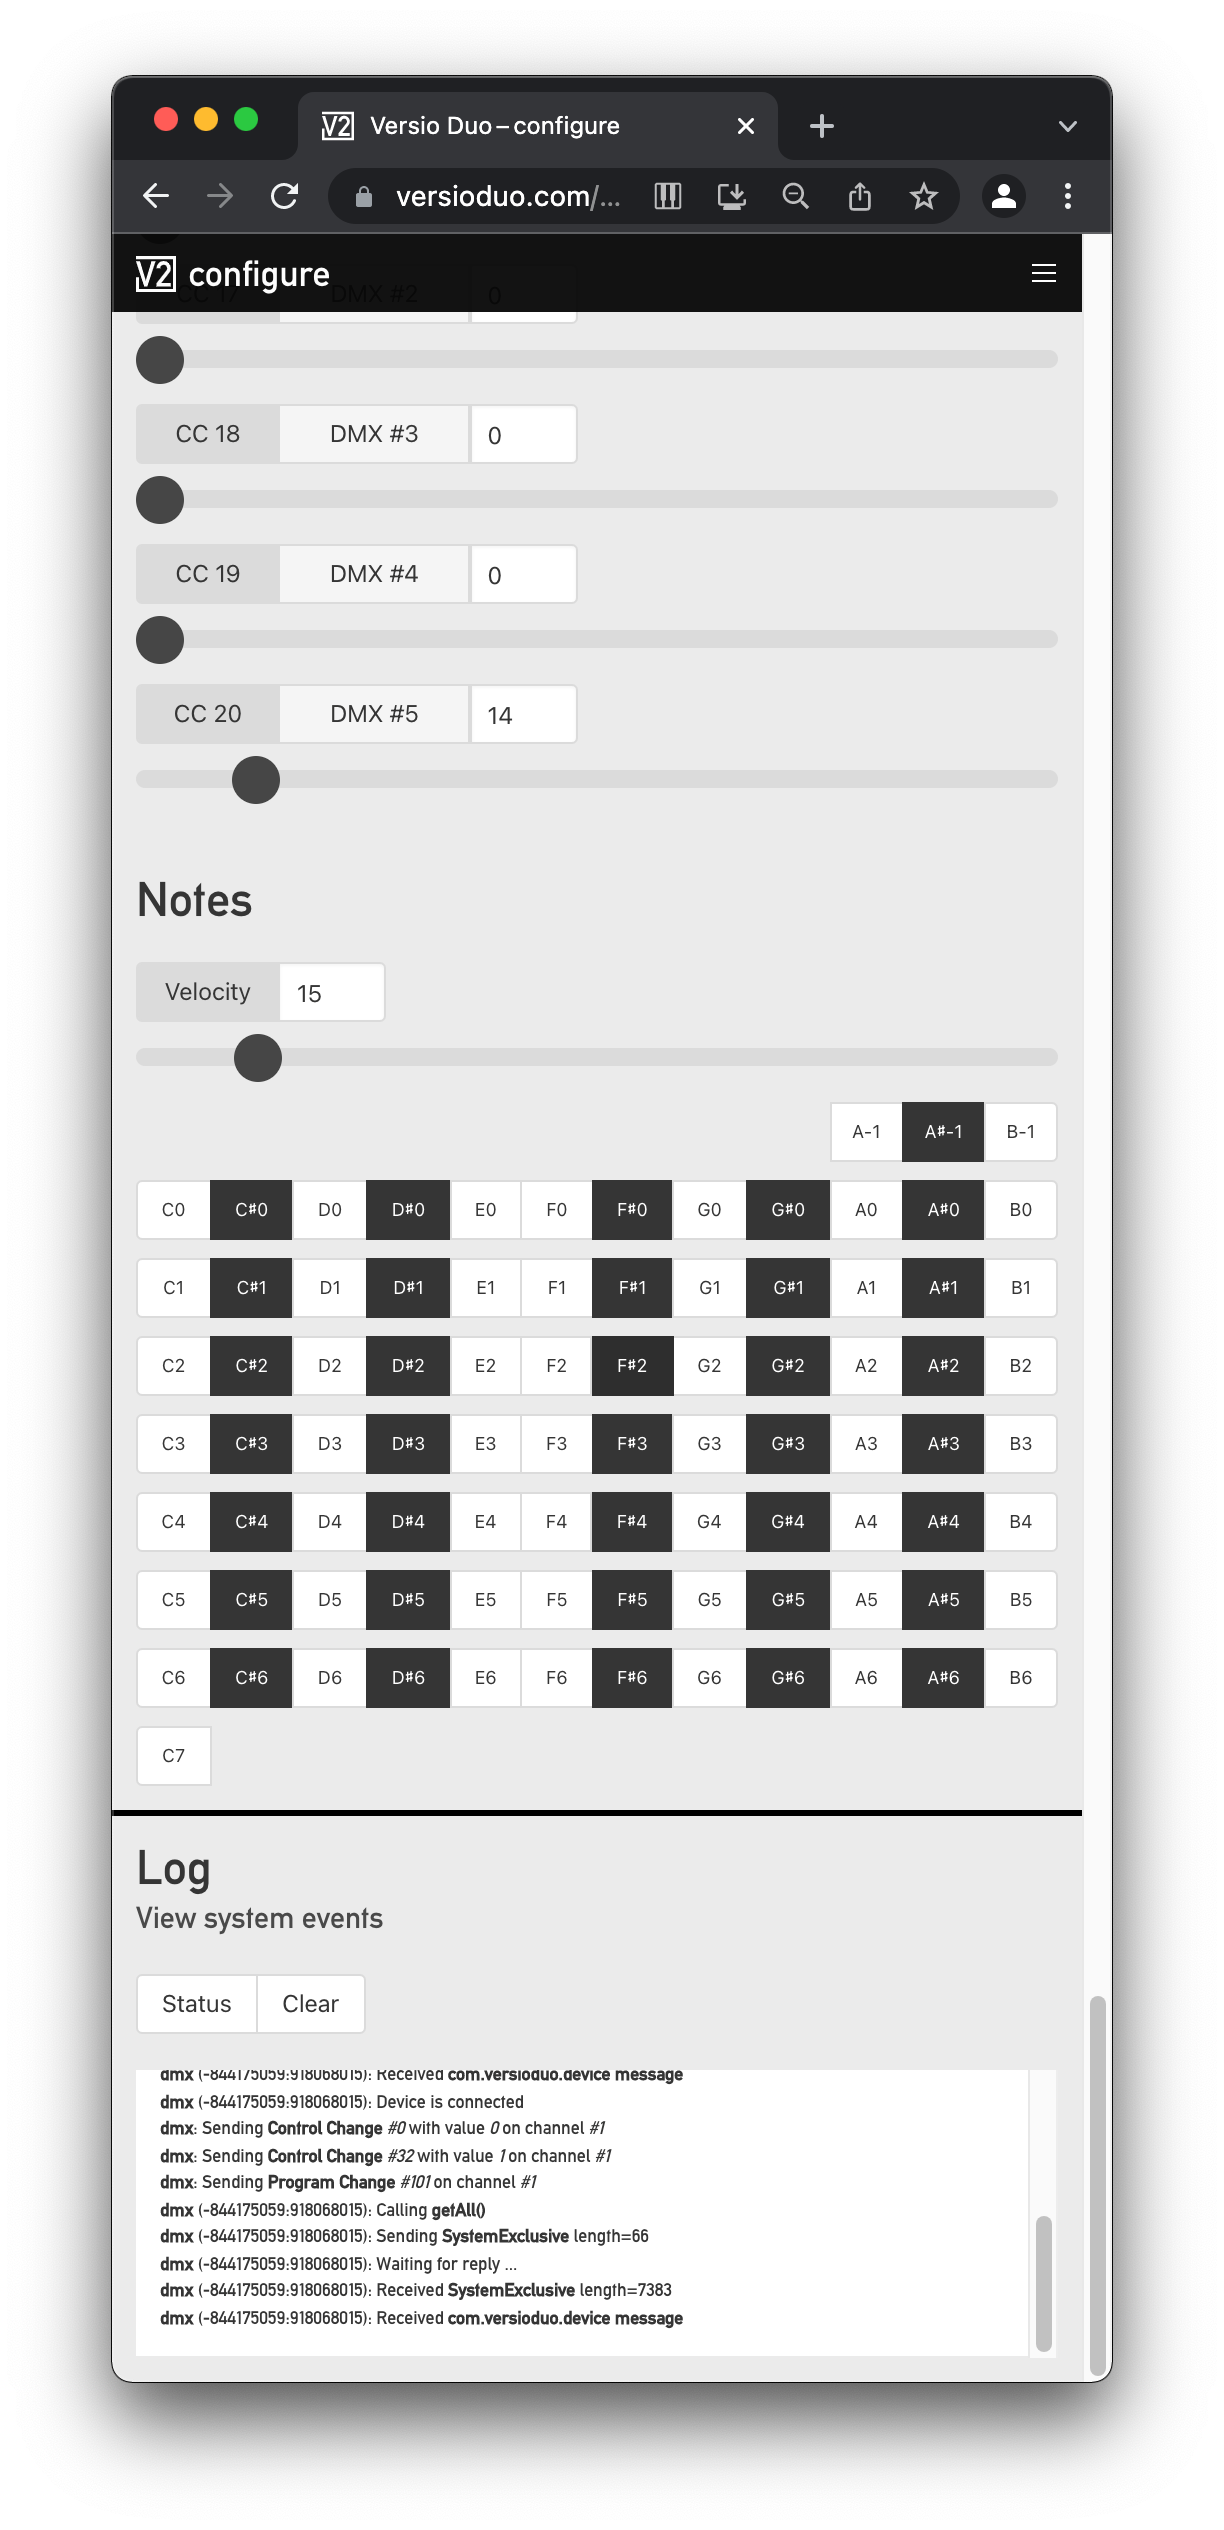 V2 Versio Duo – configure
versioduo.com/...
V2 configure
CC 17 DMX #2 0
CC 18 DMX #3 0
CC 19 DMX #4 0
CC 20 DMX #5 14
Notes
Velocity 15
A-1 A#-1 B-1
C0 C#0 D0 D#0 E0 F0 F#0 G0 G#0 A0 A#0 B0
C1 C#1 D1 D#1 E1 F1 F#1 G1 G#1 A1 A#1 B1
C2 C#2 D2 D#2 E2 F2 F#2 G2 G#2 A2 A#2 B2
C3 C#3 D3 D#3 E3 F3 F#3 G3 G#3 A3 A#3 B3
C4 C#4 D4 D#4 E4 F4 F#4 G4 G#4 A4 A#4 B4
C5 C#5 D5 D#5 E5 F5 F#5 G5 G#5 A5 A#5 B5
C6 C#6 D6 D#6 E6 F6 F#6 G6 G#6 A6 A#6 B6
C7
Log
View system events
Status Clear
dmx (-844175059:918068015): Received com.versioduo.device message
dmx (-844175059:918068015): Device is connected
dmx: Sending Control Change #0 with value 0 on channel #1
dmx: Sending Control Change #32 with value 1 on channel #1
dmx: Sending Program Change #101 on channel #1
dmx (-844175059:918068015): Calling getAll()
dmx (-844175059:918068015): Sending SystemExclusive length=66
dmx (-844175059:918068015): Waiting for reply ...
dmx (-844175059:918068015): Received SystemExclusive length=7383
dmx (-844175059:918068015): Received com.versioduo.device message